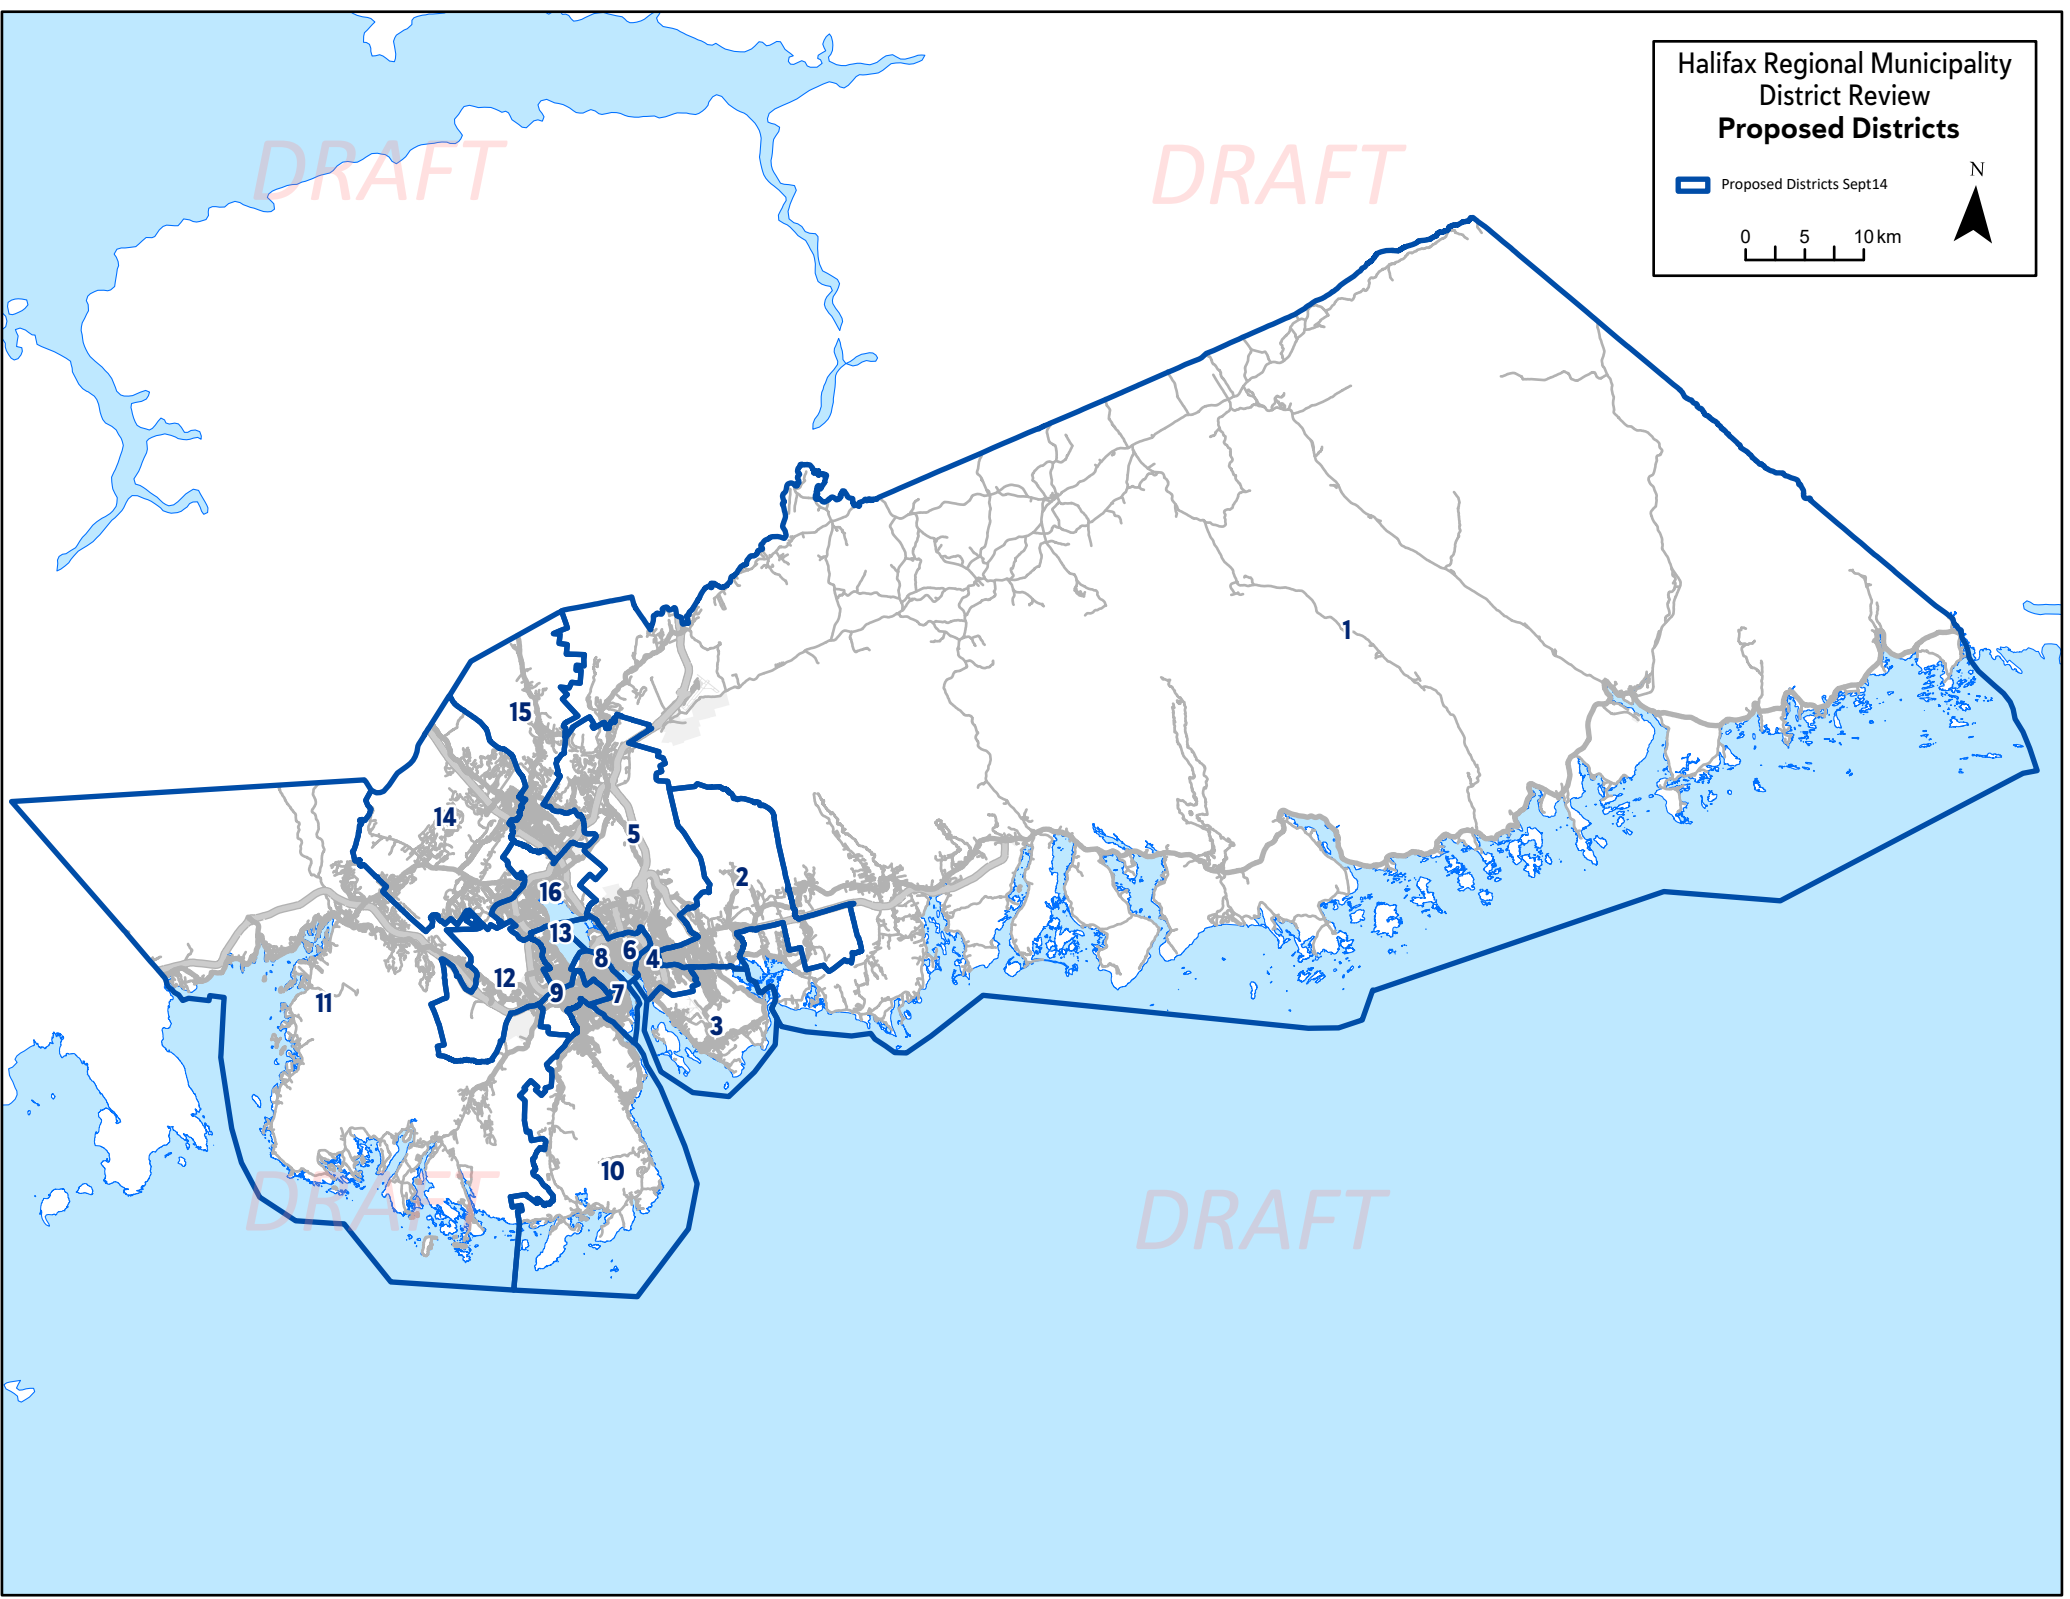 Halifax Regional Municipality
District Review
Proposed Districts
N
Proposed Districts Sept14
0 5 10 km
DRAFT
DRAFT
1
15
14
5
2
16
13
6
8
4
12
9
7
11
3
10
DRAFT
DRAFT